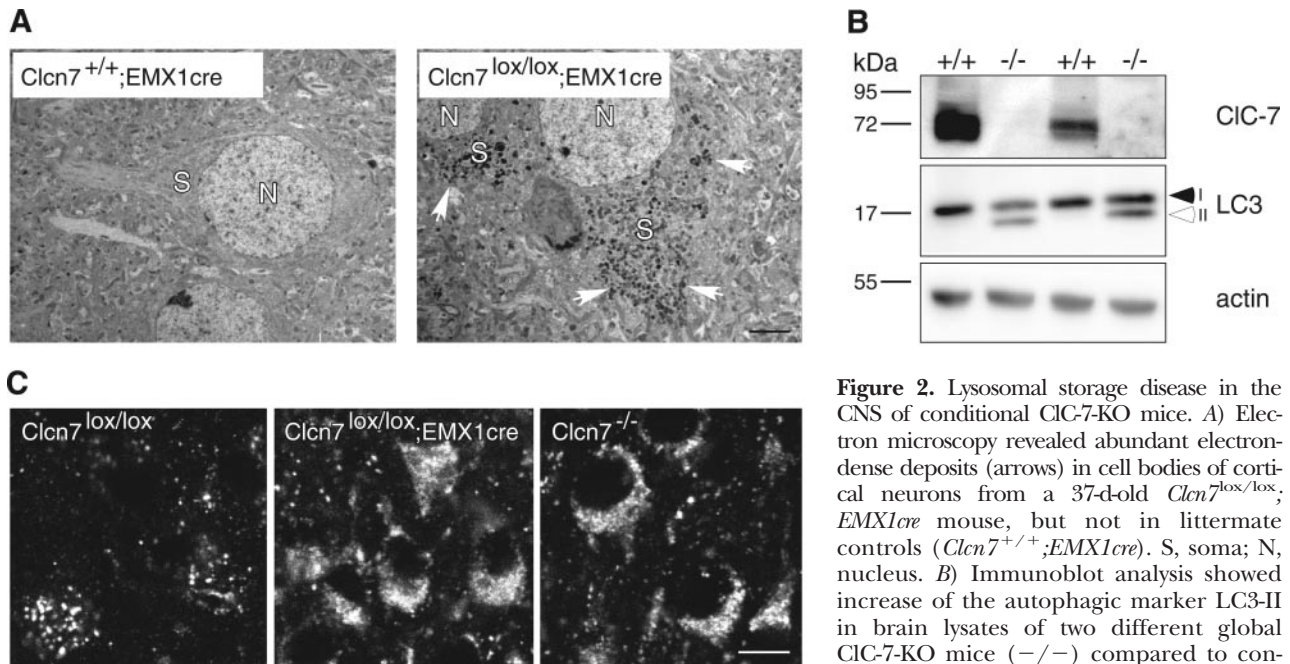 A
Clcn7+/+;EMX1cre
S
N
Clcn7lox/lox;EMX1cre
N
S
N
S
B
kDa
+/+ -/- +/+ -/-
95
72
ClC-7
17
I
II
LC3
55
actin
C
Clcn7lox/lox
Clcn7lox/lox;EMX1cre
Clcn7-/-
Figure 2. Lysosomal storage disease in the
CNS of conditional ClC-7-KO mice. A) Elec-
tron microscopy revealed abundant electron-
dense deposits (arrows) in cell bodies of corti-
cal neurons from a 37-d-old Clcn7lox/lox;
EMX1cre mouse, but not in littermate
controls (Clcn7+/+;EMX1cre). S, soma; N,
nucleus. B) Immunoblot analysis showed
increase of the autophagic marker LC3-II
in brain lysates of two different global
ClC-7-KO mice (−/−) compared to con-